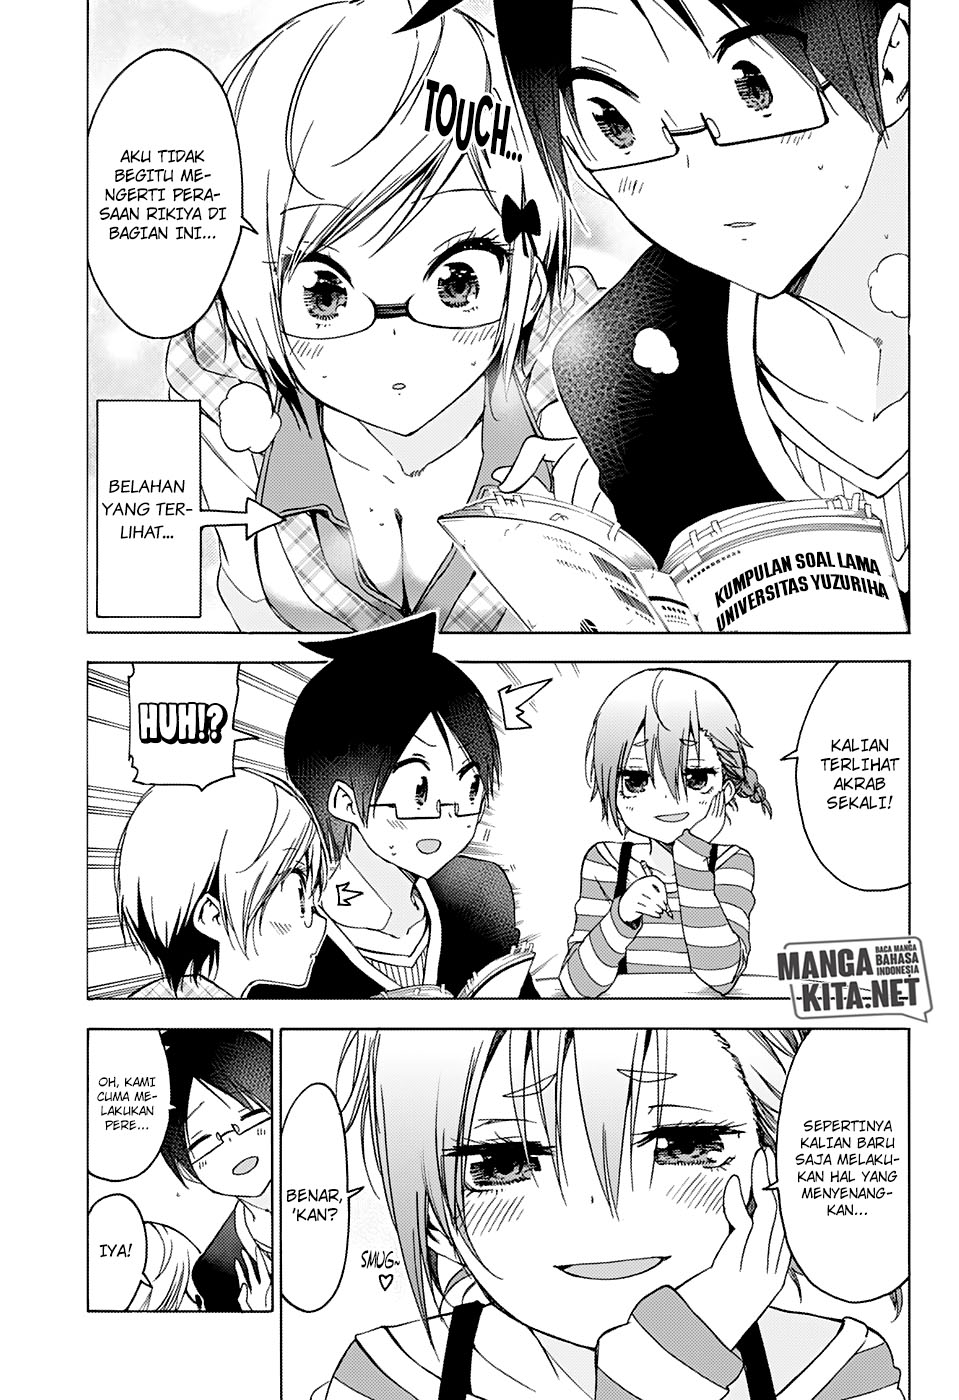 TOUCH...
AKU TIDAK
BEGITU ME-
NGERTI PERA-
SAAN RIKIYA DI
BAGIAN INI...
BELAHAN
YANG TER-
LIHAT...
KUMPULAN SOAL LAMA
UNIVERSITAS YUZURIHA
KALIAN
TERLIHAT
AKRAB
SEKALI!
HUH!?
MANGA
KITA.NET
BACA MANGA
BAHASA
INDONESIA
SEPERTINYA
KALIAN BARU
SAJA MELAKU-
KAN HAL YANG
MENYENANG-
KAN...
BENAR,
'KAN?
SMUG~
♡
OH, KAMI
CUMA ME-
LAKUKAN
PERE...
IYA!